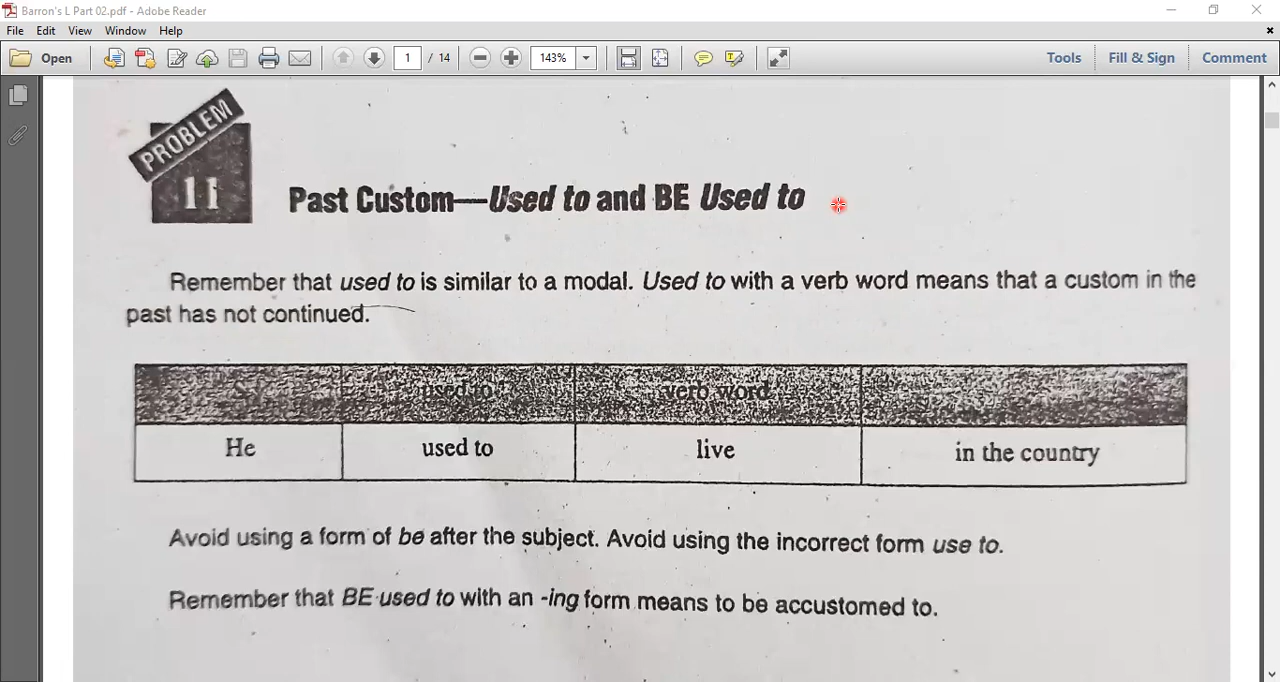 Barron's L Part 02.pdf - Adobe Reader
File Edit View Window Help
Open 1 / 14 143% Tools Fill & Sign Comment
PROBLEM
11
Past Custom—Used to and BE Used to
Remember that used to is similar to a modal. Used to with a verb word means that a custom in the
past has not continued.
S used to verb word
He used to live in the country
Avoid using a form of be after the subject. Avoid using the incorrect form use to.
Remember that BE used to with an -ing form means to be accustomed to.